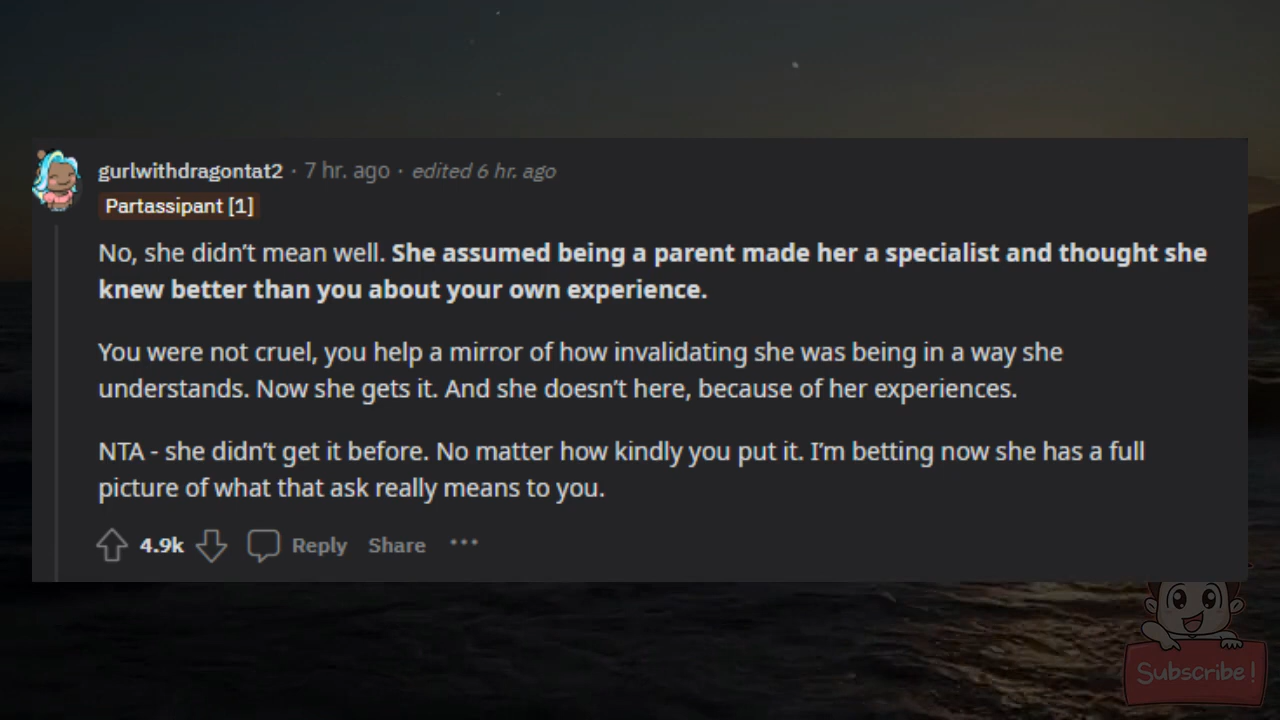 gurlwithdragontat2 · 7 hr. ago · edited 6 hr. ago
Partassipant [1]
No, she didn’t mean well. She assumed being a parent made her a specialist and thought she
knew better than you about your own experience.
You were not cruel, you help a mirror of how invalidating she was being in a way she
understands. Now she gets it. And she doesn’t here, because of her experiences.
NTA - she didn’t get it before. No matter how kindly you put it. I’m betting now she has a full
picture of what that ask really means to you.
4.9k Reply Share ···
Subscribe!